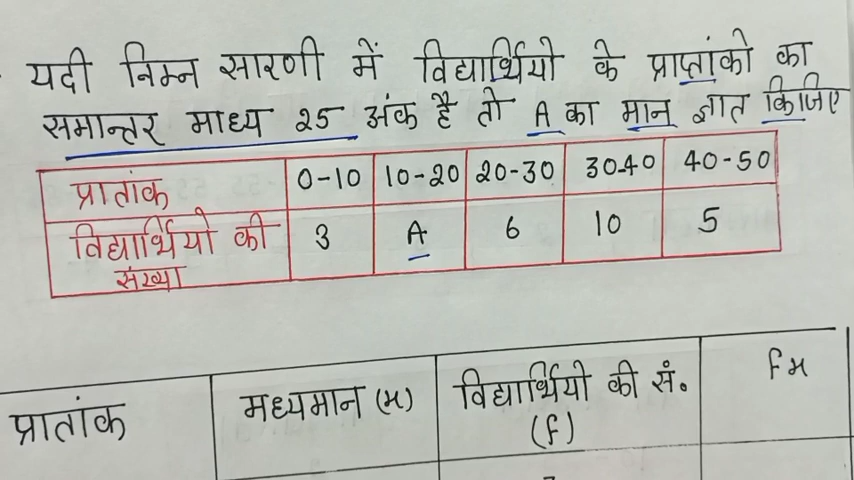 यदी निम्न सारणी में विद्यार्थियो के प्राप्तांको का
समान्तर माध्य 25 अंक है तो A का मान ज्ञात किजिए
प्रातांक 0-10 10-20 20-30 30-40 40-50
विद्यार्थियो की 3 A 6 10 5
संख्या
प्रातांक मध्यमान (M) विद्यार्थियो की सं. fM
(f)